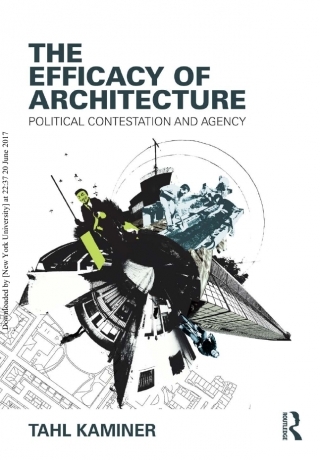 THE
EFFICACY OF
ARCHITECTURE
POLITICAL CONTESTATION AND AGENCY
Downloaded by [New York University] at 22:37 20 June 2017
TAHL KAMINER
ROUTLEDGE